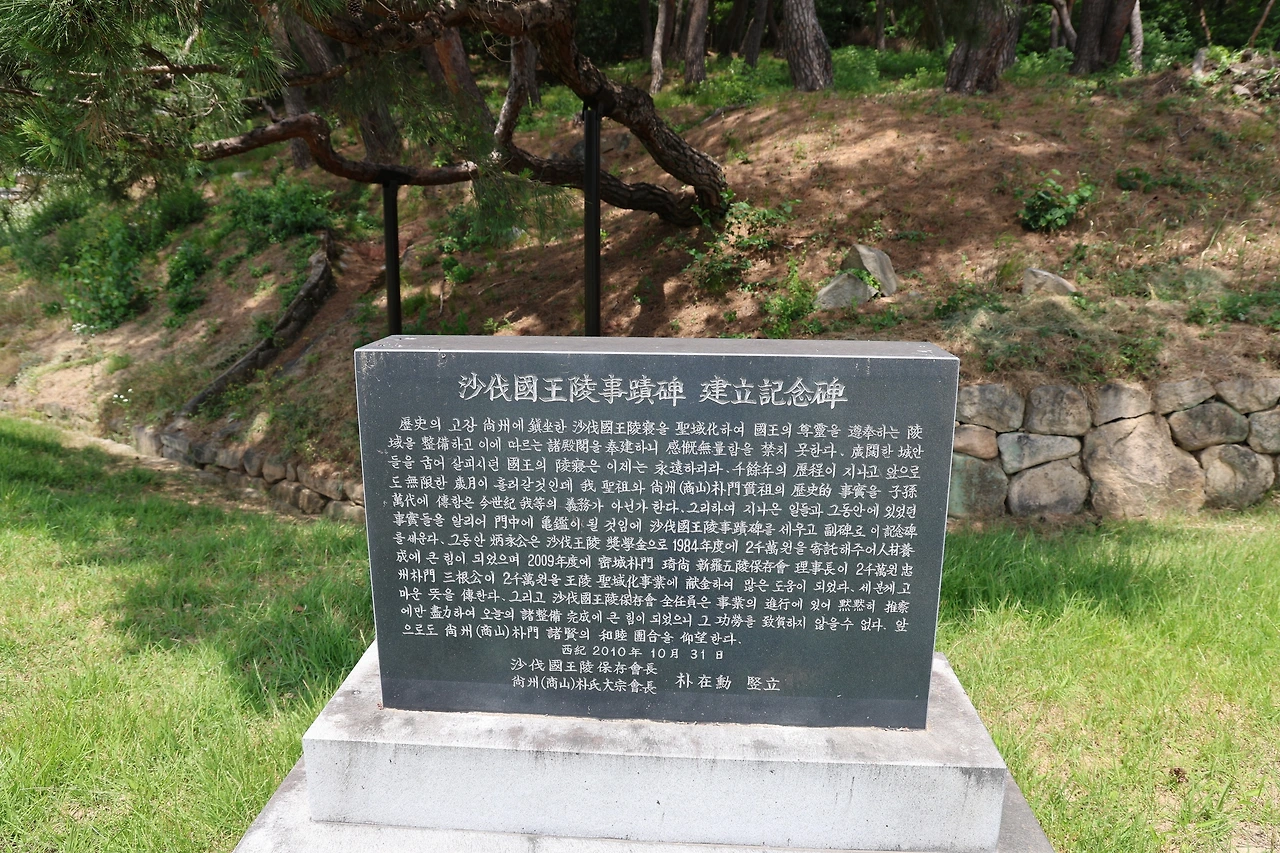 沙伐國王陵事蹟碑 建立記念碑
歷史의 고장 尙州에 鎭坐한 沙伐國王陵寢을 聖域化하여 國王의 尊靈을 遵奉하는 陵
域을 整備하고 이에 따르는 諸殿閣을 奉建하니 感慨無量함을 禁치 못한다. 廣闊한 城안
들을 굽어 살피시던 國王의 陵寢은 이제는 永遠하리라. 千餘年의 歷程이 지나고 앞으로
도 無限한 歲月이 흘러갈것인데 我 聖祖와 尙州(商山)朴門貫祖의 歷史的 事實을 子孫
萬代에 傳함은 今世紀 我等의 義務가 아닌가 한다. 그리하여 지나온 일들과 그동안에 있었던
事實들을 알리어 門中에 龜鑑이 될 것임에 沙伐國王陵事蹟碑를 세우고 副碑로 이 記念碑
를세운다. 그동안 炳永公은 沙伐王陵 獎學金으로 1984年度에 2千萬원을 寄託해주어人材養
成에 큰 힘이 되었으며 2009年度에 密城朴門 琦尙 新羅五陵保存會 理事長이 2千萬원 忠
州朴門 三根公이 2千萬원을 王陵 聖域化事業에 献金하여 많은 도움이 되었다. 세분께 고
마운 뜻을 傳한다. 그리고 沙伐國王陵保存會 全任員은 事業의 進行에 있어 黙黙히 推察
에만 盡力하여 오늘의 諸整備 完成에 큰 힘이 되었으니 그 功勞를 致賀하지 않을수 없다. 앞
으로도 尙州(商山)朴門 諸賢의 和睦 團合을 仰望한다.
西紀 2010年 10月 31日
沙伐國王陵保存會長
尙州(商山)朴氏大宗會長 朴在勳 竪立